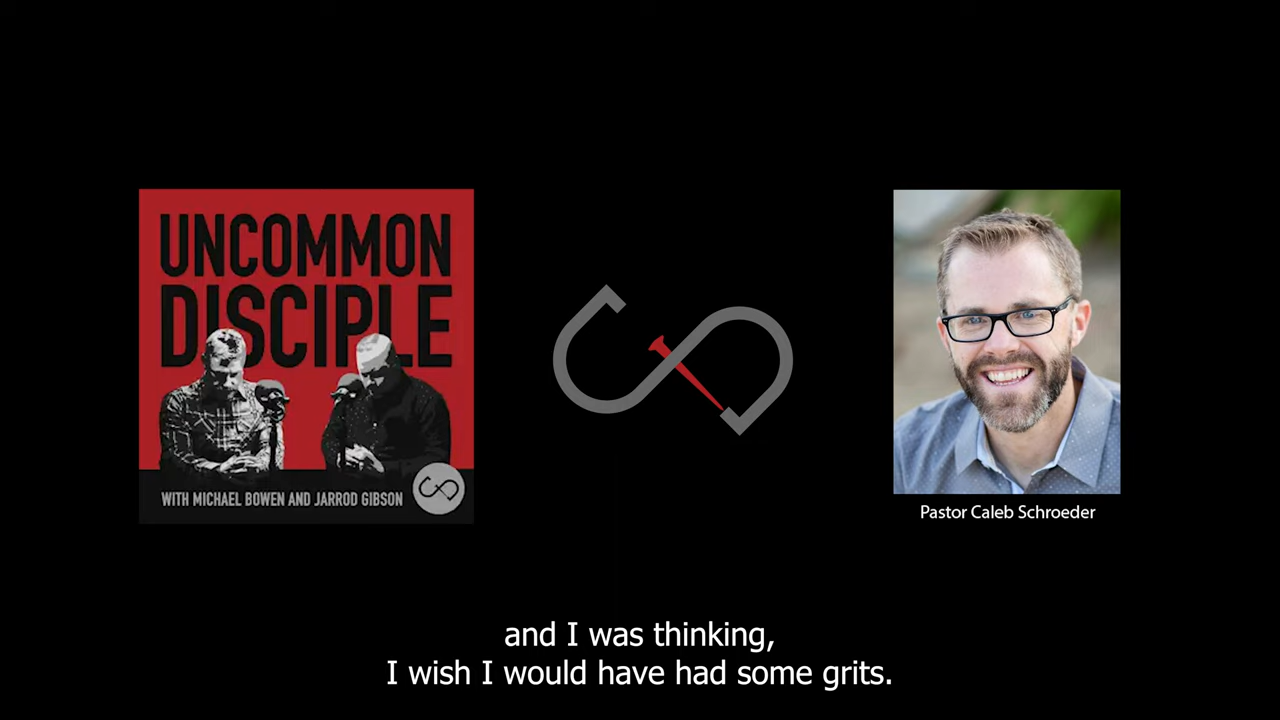 UNCOMMON
DISCIPLE
WITH MICHAEL BOWEN AND JARROD GIBSON
Pastor Caleb Schroeder
and I was thinking,
I wish I would have had some grits.